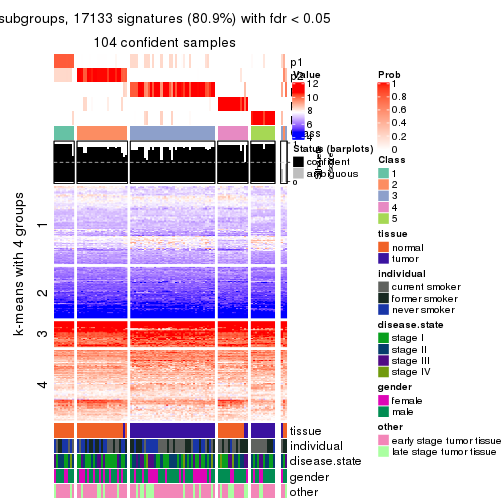 subgroups, 17133 signatures (80.9%) with fdr < 0.05
104 confident samples
p1
p2
Value
12
10
8
6
4
Prob
1
0.8
0.6
0.4
0.2
0
Status (barplots)
confident
ambiguous
1
0
Class
1
2
3
4
5
k-means with 4 groups
1
2
3
4
tissue
normal
tumor
individual
current smoker
former smoker
never smoker
disease.state
stage I
stage II
stage III
stage IV
gender
female
male
other
early stage tumor tissue
late stage tumor tissue
tissue
individual
disease.state
gender
other